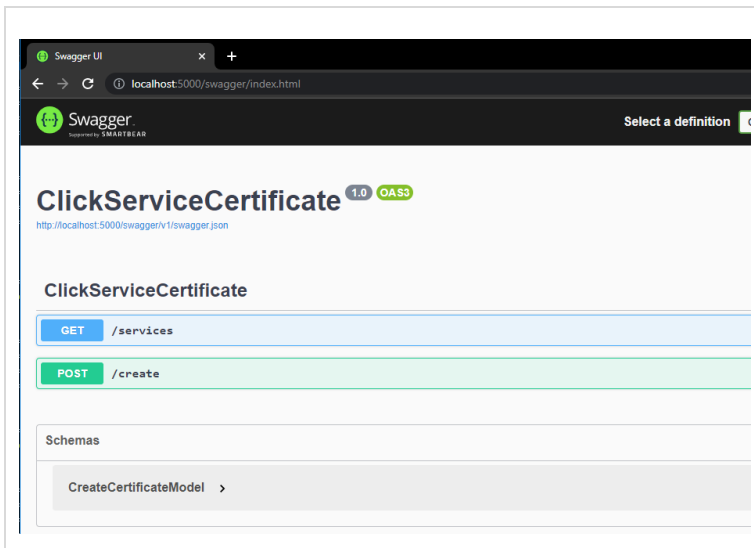 Swagger UI
localhost:5000/swagger/index.html
Swagger.
Supported by SMARTBEAR
Select a definition
ClickServiceCertificate 1.0 OAS3
http://localhost:5000/swagger/v1/swagger.json
ClickServiceCertificate
GET /services
POST /create
Schemas
CreateCertificateModel